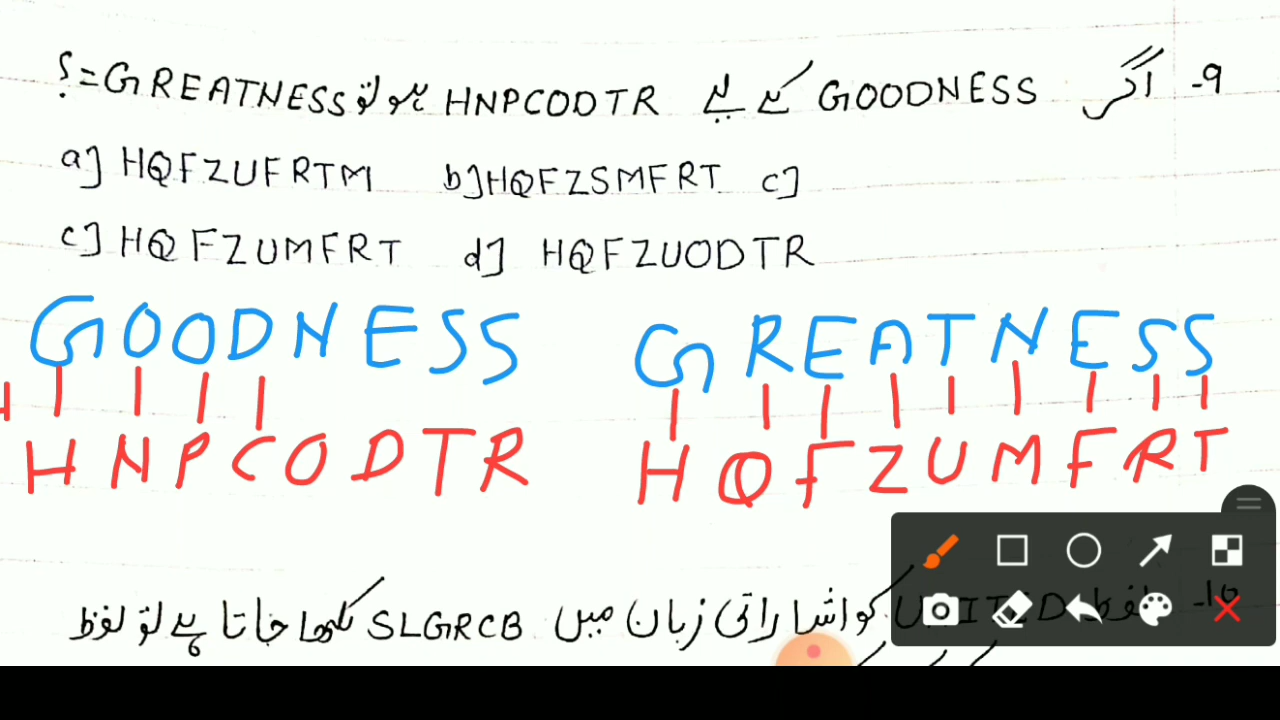 9- اگر GOODNESS کے لیے HNPCODTR ہو تو GREATNESS=؟
a] HQFZUFRTM b] HQFZSMFRT c]
c] HQFZUMFRT d] HQFZUODTR
GOODNESS GREATNESS
HNPCODTR HQFZUMFRT
10- لفظ UNITED کو اشاراتی زبان میں SLGRCB لکھا جاتا ہے تو لفظ